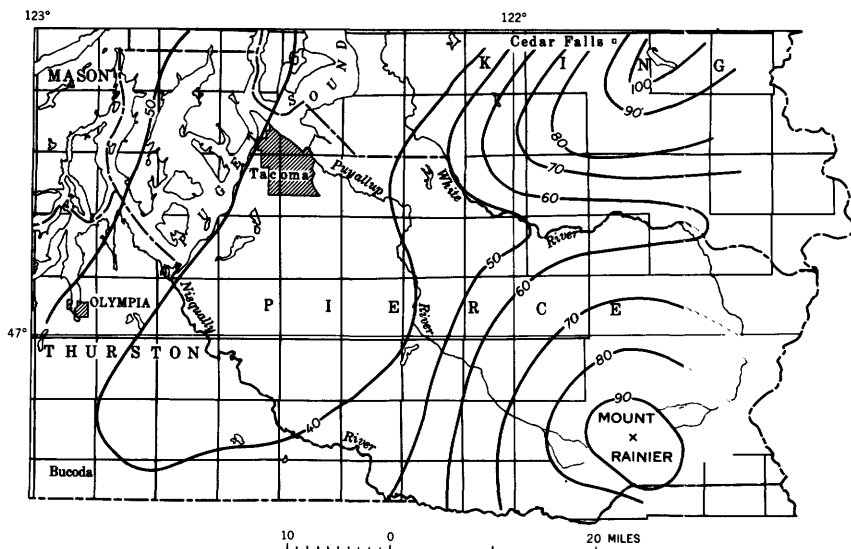 123° 122°
Cedar Falls
MASON K I N G
SOUND
50 100
90
80
PUGET
Tacoma Puyallup
70
White
60
River
50
60
Nisqually
OLYMPIA P I E R C E
River
70
47°
THURSTON
80
90
40 MOUNT
×
River RAINIER
Bucoda
10 0 20 MILES